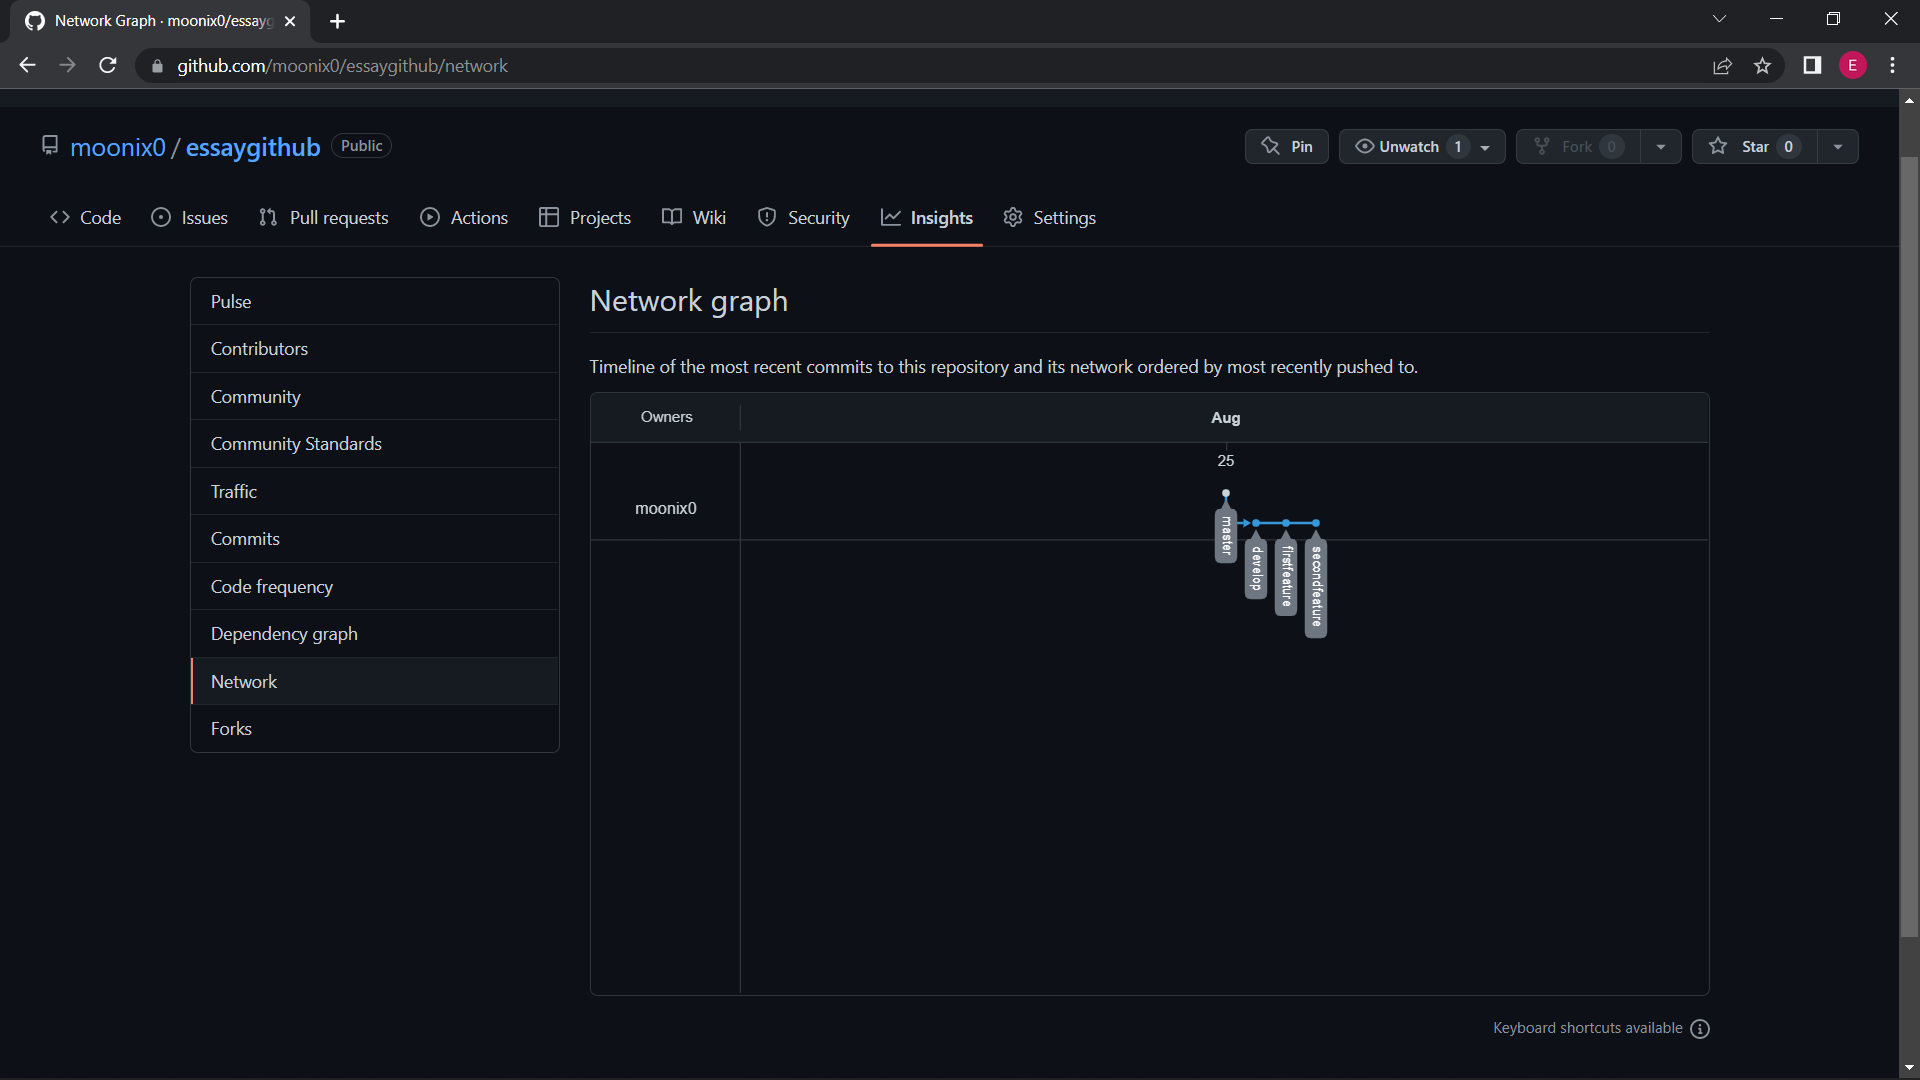 Network Graph · moonix0/essayg
github.com/moonix0/essaygithub/network
E
moonix0 / essaygithub Public
Pin
Unwatch 1
Fork 0
Star 0
Code
Issues
Pull requests
Actions
Projects
Wiki
Security
Insights
Settings
Pulse
Contributors
Community
Community Standards
Traffic
Commits
Code frequency
Dependency graph
Network
Forks
Network graph
Timeline of the most recent commits to this repository and its network ordered by most recently pushed to.
Owners
Aug
25
moonix0
master
develop
firstfeature
secondfeature
Keyboard shortcuts available